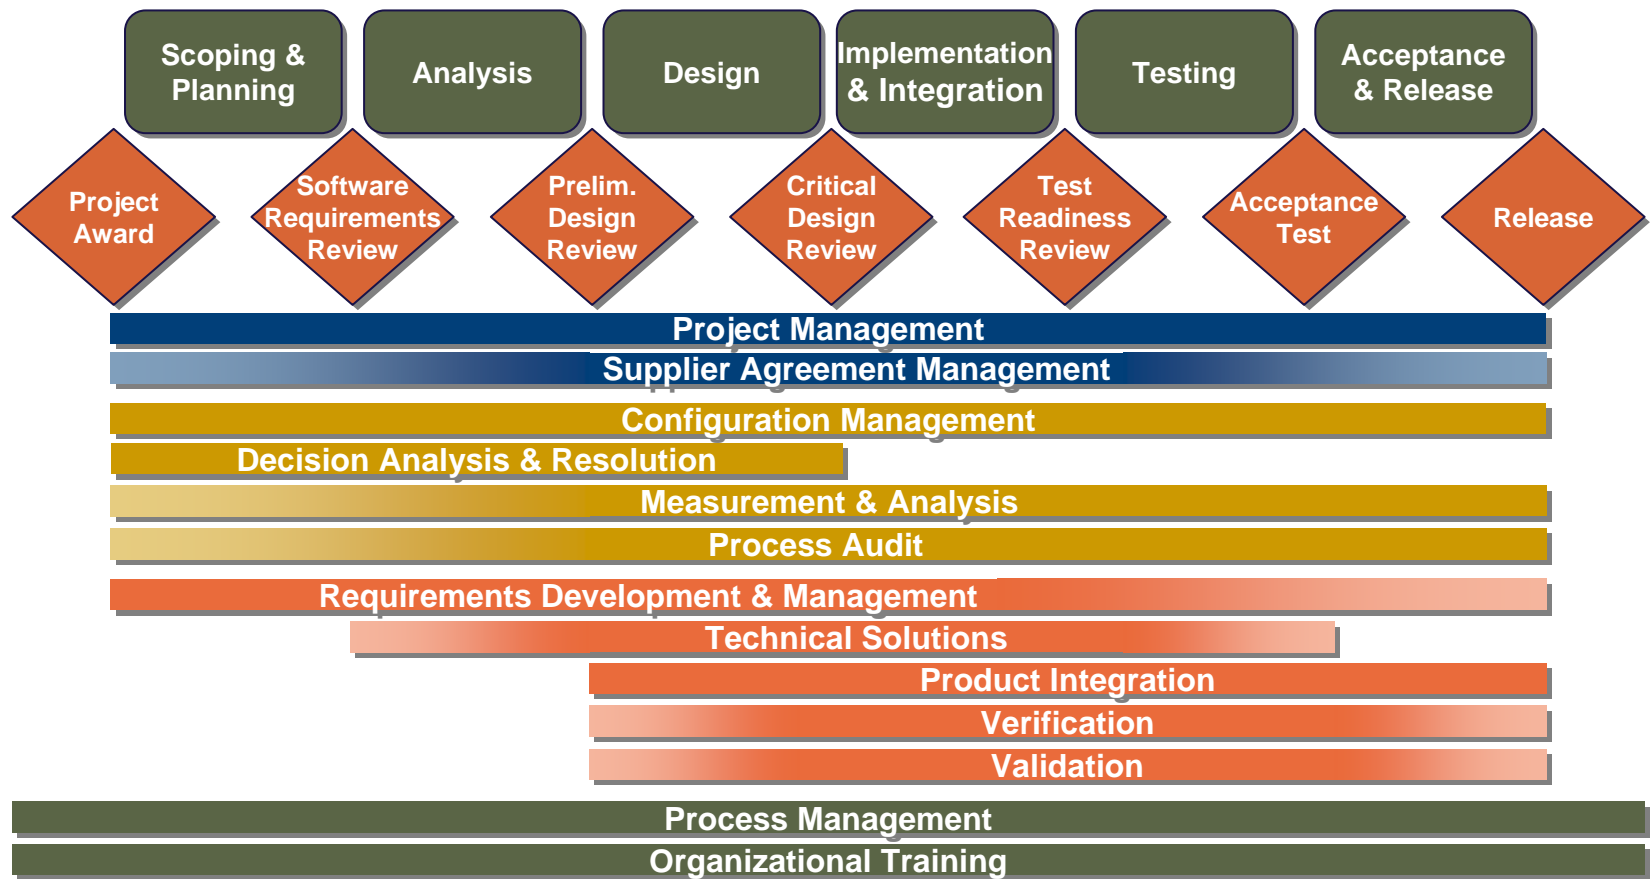 Scoping &
Planning
Analysis
Design
Implementation
& Integration
Testing
Acceptance
& Release
Project
Award
Software
Requirements
Review
Prelim.
Design
Review
Critical
Design
Review
Test
Readiness
Review
Acceptance
Test
Release
Project Management
Supplier Agreement Management
Configuration Management
Decision Analysis & Resolution
Measurement & Analysis
Process Audit
Requirements Development & Management
Technical Solutions
Product Integration
Verification
Validation
Process Management
Organizational Training